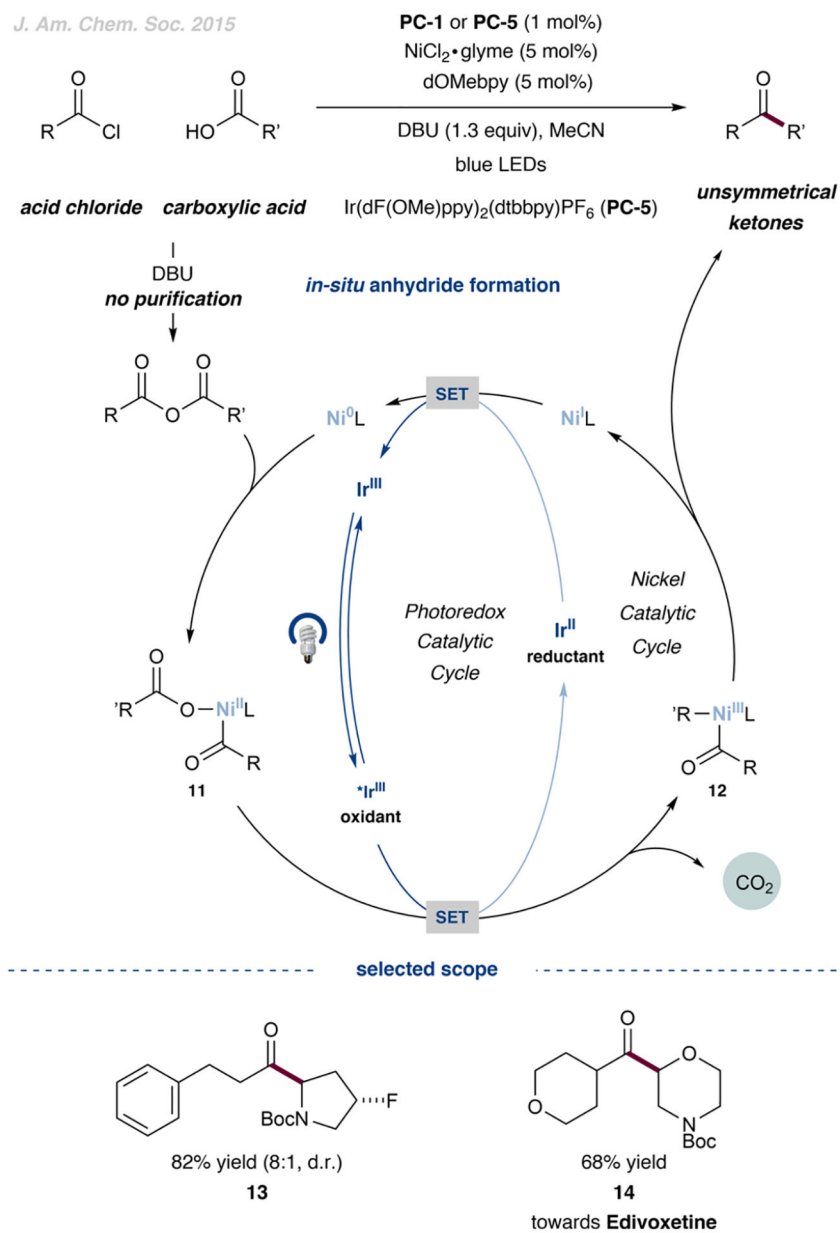 J. Am. Chem. Soc. 2015
PC-1 or PC-5 (1 mol%)
NiCl₂•glyme (5 mol%)
dOMebpy (5 mol%)
O
R
Cl
O
HO
R'
DBU (1.3 equiv), MeCN
blue LEDs
Ir(dF(OMe)ppy)₂(dtbbpy)PF₆ (PC-5)
O
R
R'
acid chloride
carboxylic acid
unsymmetrical
ketones
DBU
no purification
in-situ anhydride formation
O
O
R
O
R'
Ni⁰L
SET
NiᴵL
Irᴵᴵᴵ
Photoredox
Catalytic
Cycle
Irᴵᴵ
reductant
Nickel
Catalytic
Cycle
O
'R
O
NiᴵᴵL
O
R
11
*Irᴵᴵᴵ
oxidant
'R
NiᴵᴵᴵL
O
R
12
SET
CO₂
selected scope
O
BocN
F
82% yield (8:1, d.r.)
13
O
O
O
N
Boc
68% yield
14
towards Edivoxetine